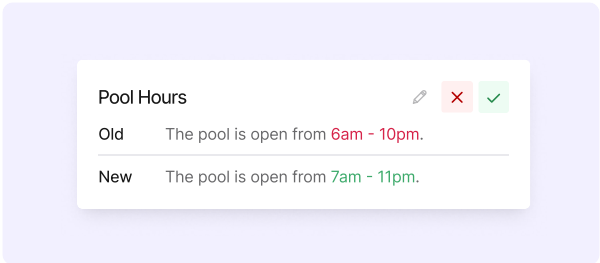 Pool Hours
Old The pool is open from 6am - 10pm.
New The pool is open from 7am - 11pm.